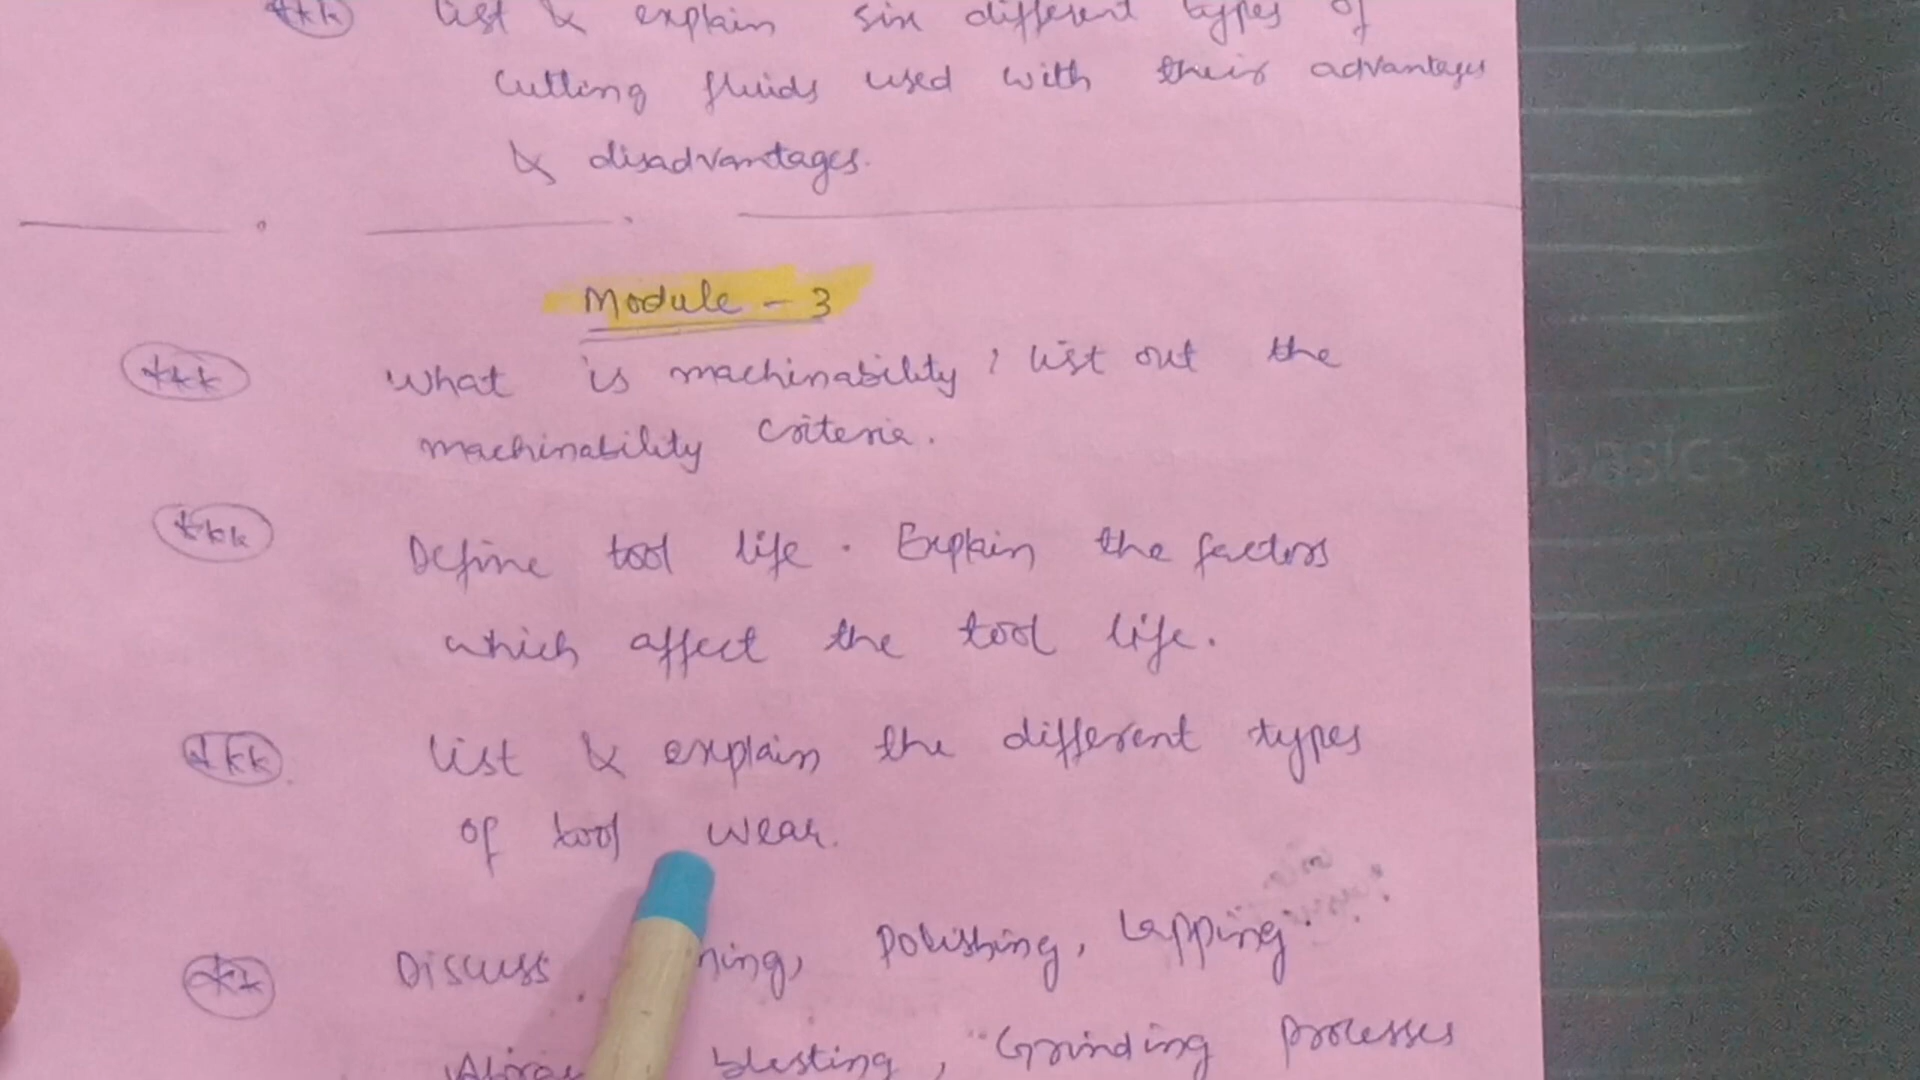 *** List & explain six different types of
cutting fluids used with their advantages
& disadvantages.
Module - 3
*** what is machinability? list out the
machinability criteria.
*** Define tool life. Explain the factors
which affect the tool life.
*** list & explain the different types
of tool wear.
** Discuss polishing, Lapping
blasting, Grinding processes
basics